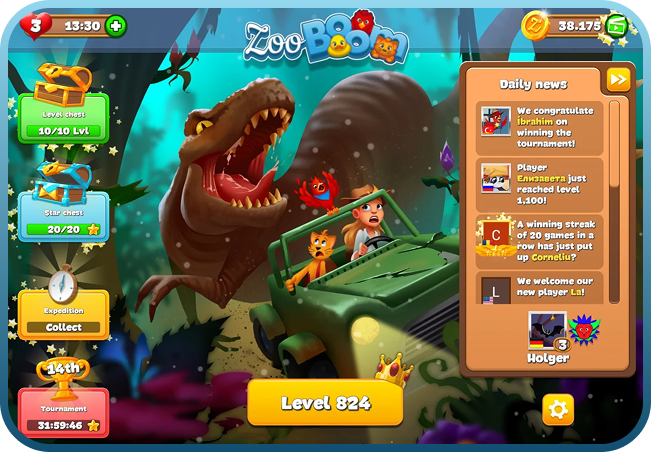 3
13:30
Zoo
BOOOM
38.175
Level chest
10/10 Lvl
Star chest
20/20
Expedition
Collect
14th
Tournament
31:59:46
Level 824
Daily news
We congratulate
İbrahim on
winning the
tournament!
Player
Елизавета just
reached level
1,100!
C
A winning streak
of 20 games in a
row has just put
up Corneliu?
L
We welcome our
new player La!
3
Holger